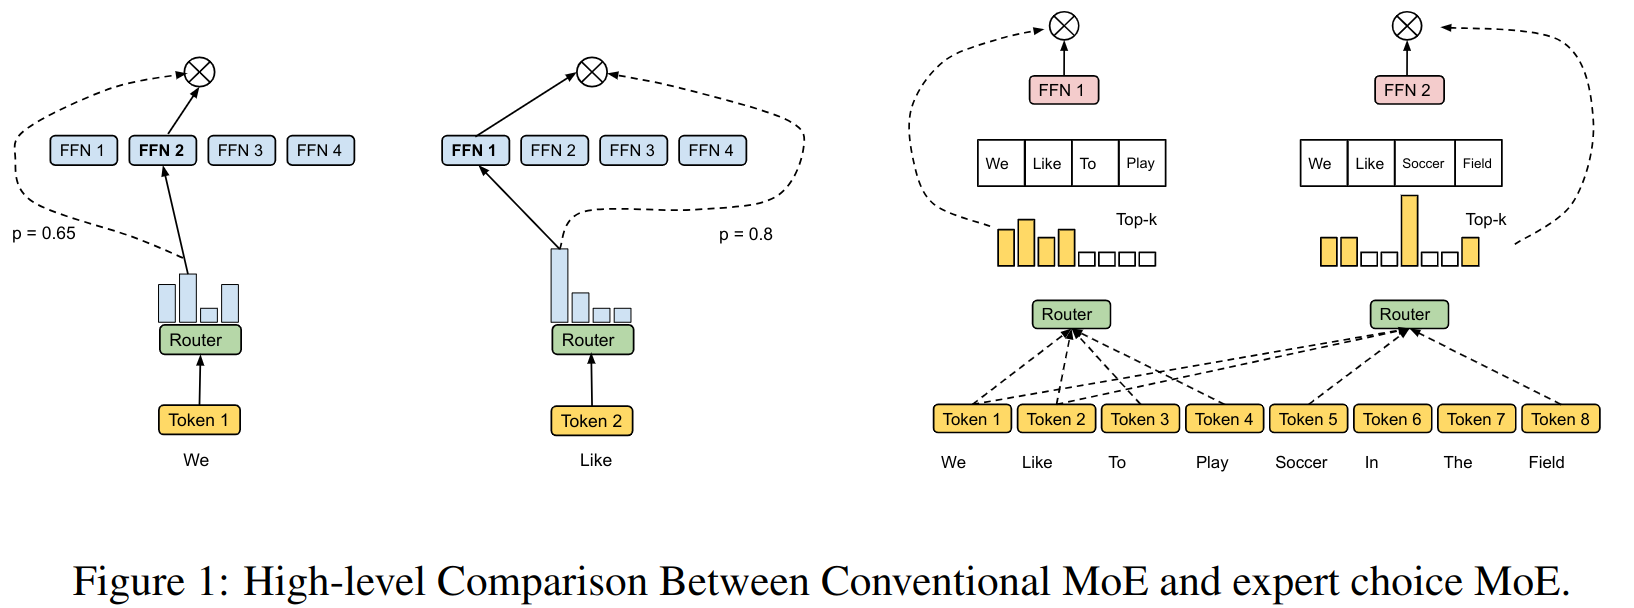 FFN 1 FFN 2 FFN 3 FFN 4
p = 0.65
Router
Token 1
We
FFN 1 FFN 2 FFN 3 FFN 4
p = 0.8
Router
Token 2
Like
FFN 1
We Like To Play
Top-k
Router
FFN 2
We Like Soccer Field
Top-k
Router
Token 1 Token 2 Token 3 Token 4 Token 5 Token 6 Token 7 Token 8
We Like To Play Soccer In The Field
Figure 1: High-level Comparison Between Conventional MoE and expert choice MoE.